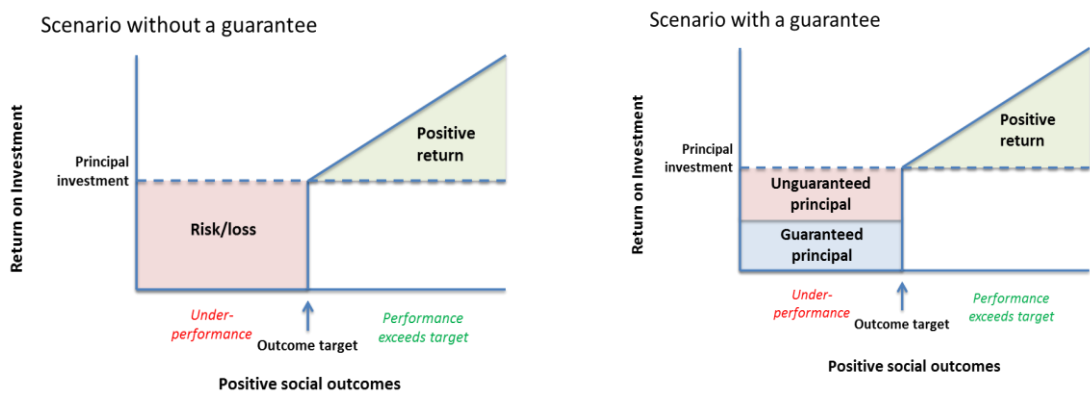 Scenario without a guarantee
Return on Investment
Principal
investment
Positive
return
Risk/loss
Under-
performance
Outcome target
Performance
exceeds target
Positive social outcomes
Scenario with a guarantee
Return on Investment
Principal
investment
Positive
return
Unguaranteed
principal
Guaranteed
principal
Under-
performance
Outcome target
Performance
exceeds target
Positive social outcomes